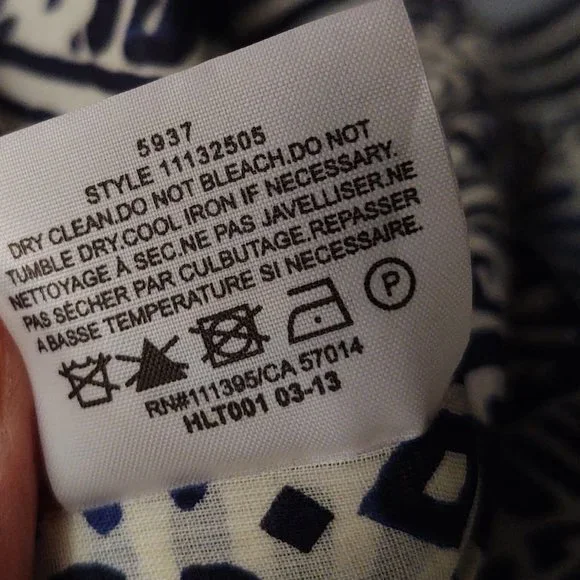 5937
STYLE 11132505
DRY CLEAN.DO NOT BLEACH.DO NOT
TUMBLE DRY.COOL IRON IF NECESSARY.
NETTOYAGE À SEC.NE PAS JAVELLISER.NE
PAS SÉCHER PAR CULBUTAGE.REPASSER
A BASSE TEMPERATURE SI NECESSAIRE.
P
RN#111395/CA 57014
HLT001 03-13